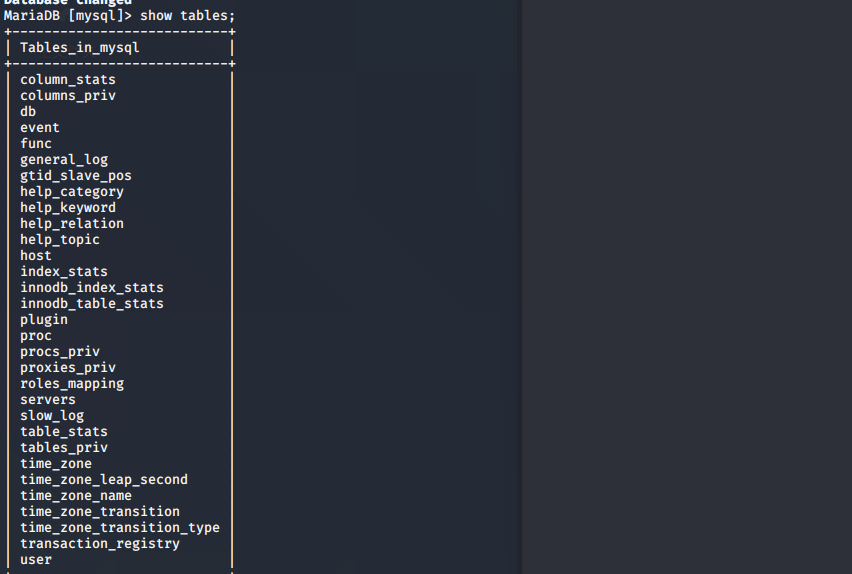 Database changed
MariaDB [mysql]> show tables;
+---------------------------+
| Tables_in_mysql           |
+---------------------------+
| column_stats              |
| columns_priv              |
| db                        |
| event                     |
| func                      |
| general_log               |
| gtid_slave_pos            |
| help_category             |
| help_keyword              |
| help_relation             |
| help_topic                |
| host                      |
| index_stats               |
| innodb_index_stats        |
| innodb_table_stats        |
| plugin                    |
| proc                      |
| procs_priv                |
| proxies_priv              |
| roles_mapping             |
| servers                   |
| slow_log                  |
| table_stats               |
| tables_priv               |
| time_zone                 |
| time_zone_leap_second     |
| time_zone_name            |
| time_zone_transition      |
| time_zone_transition_type |
| transaction_registry      |
| user                      |